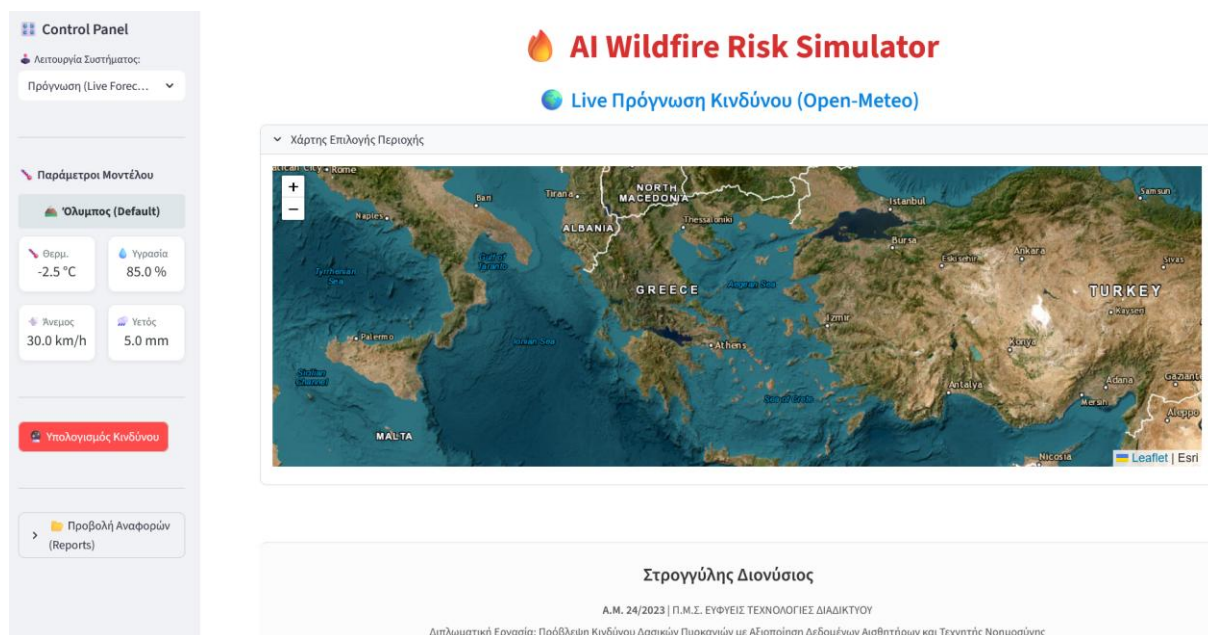 Control Panel
Λειτουργία Συστήματος:
Πρόγνωση (Live Forec...
Παράμετροι Μοντέλου
Όλυμπος (Default)
Θερμ.
-2.5 °C
Υγρασία
85.0 %
Άνεμος
30.0 km/h
Υετός
5.0 mm
Υπολογισμός Κινδύνου
Προβολή Αναφορών
(Reports)
AI Wildfire Risk Simulator
Live Πρόγνωση Κινδύνου (Open-Meteo)
Χάρτης Επιλογής Περιοχής
+
−
Rome
Bari
Naples
Tirana
NORTH
MACEDONIA
ALBANIA
Thessaloniki
Istanbul
Samsun
Bursa
Eskisehir
Ankara
Sivas
Gulf of
Taranto
Tyrrhenian
Sea
GREECE
Aegean Sea
TURKEY
Kayseri
Izmir
Palermo
Ionian Sea
Athens
Konya
Sicilian
Channel
Antalya
Adana
Gaziant
Mersin
Sea of Crete
Aleppo
MALTA
Nicosia
Leaflet | Esri
Στρογγύλης Διονύσιος
Α.Μ. 24/2023 | Π.Μ.Σ. ΕΥΦΥΕΙΣ ΤΕΧΝΟΛΟΓΙΕΣ ΔΙΑΔΙΚΤΥΟΥ
Διπλωματική Εργασία: Πρόβλεψη Κινδύνου Δασικών Πυρκαγιών με Αξιοποίηση Δεδομένων Αισθητήρων και Τεχνητής Νοημοσύνης